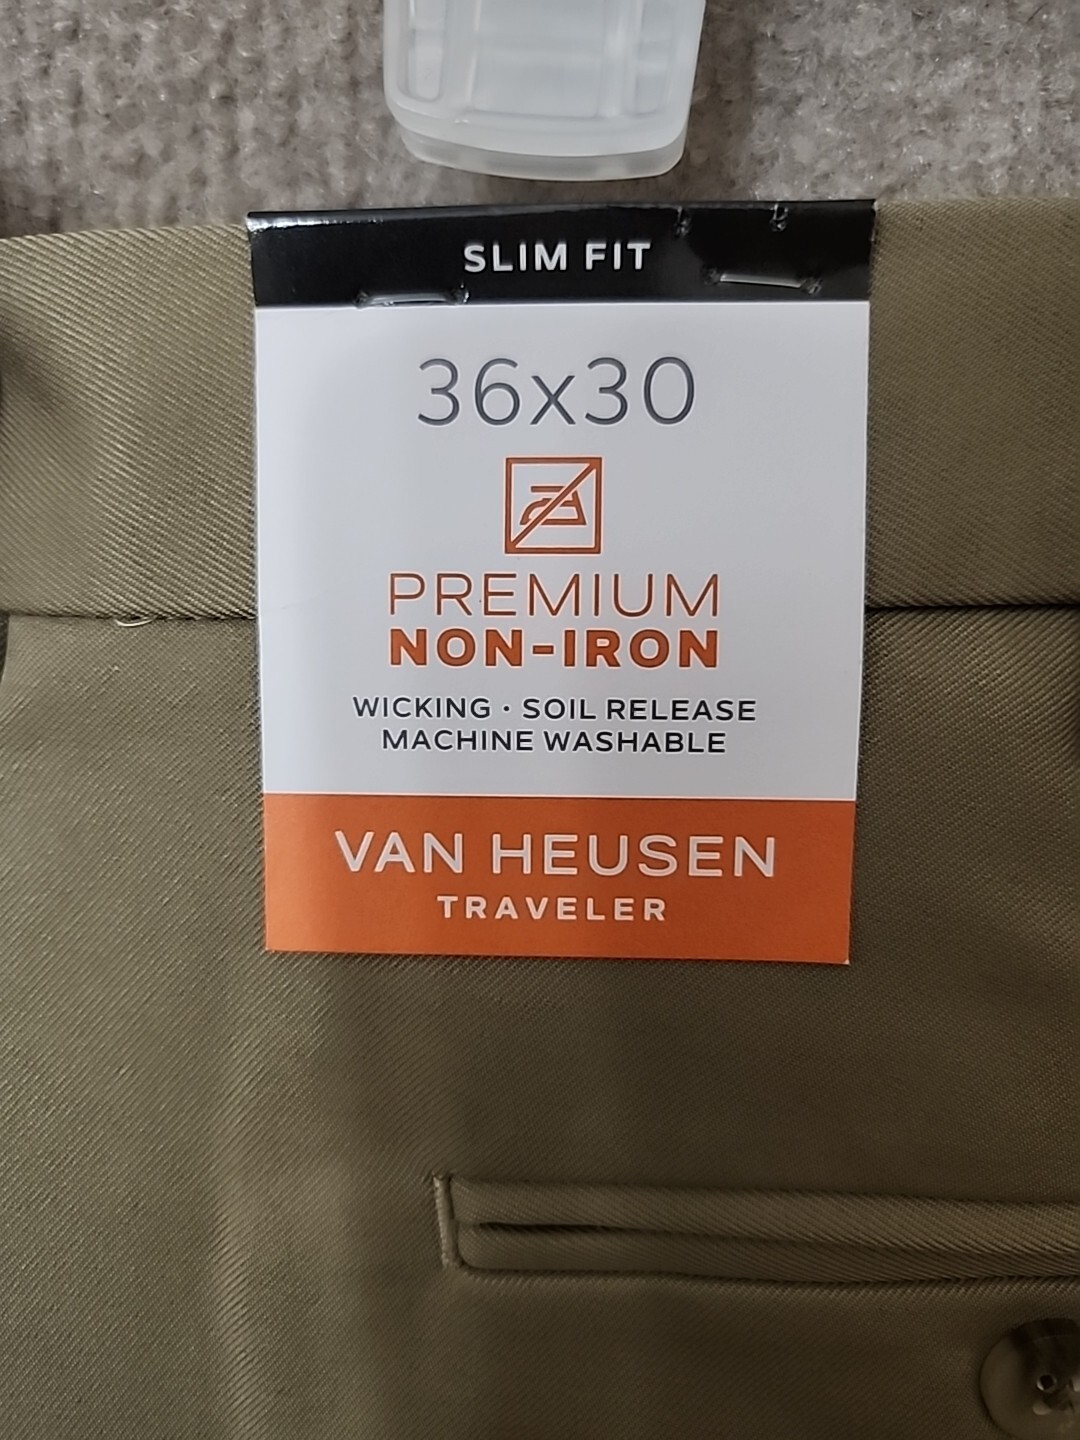 SLIM FIT
36x30
PREMIUM
NON-IRON
WICKING · SOIL RELEASE
MACHINE WASHABLE
VAN HEUSEN
TRAVELER